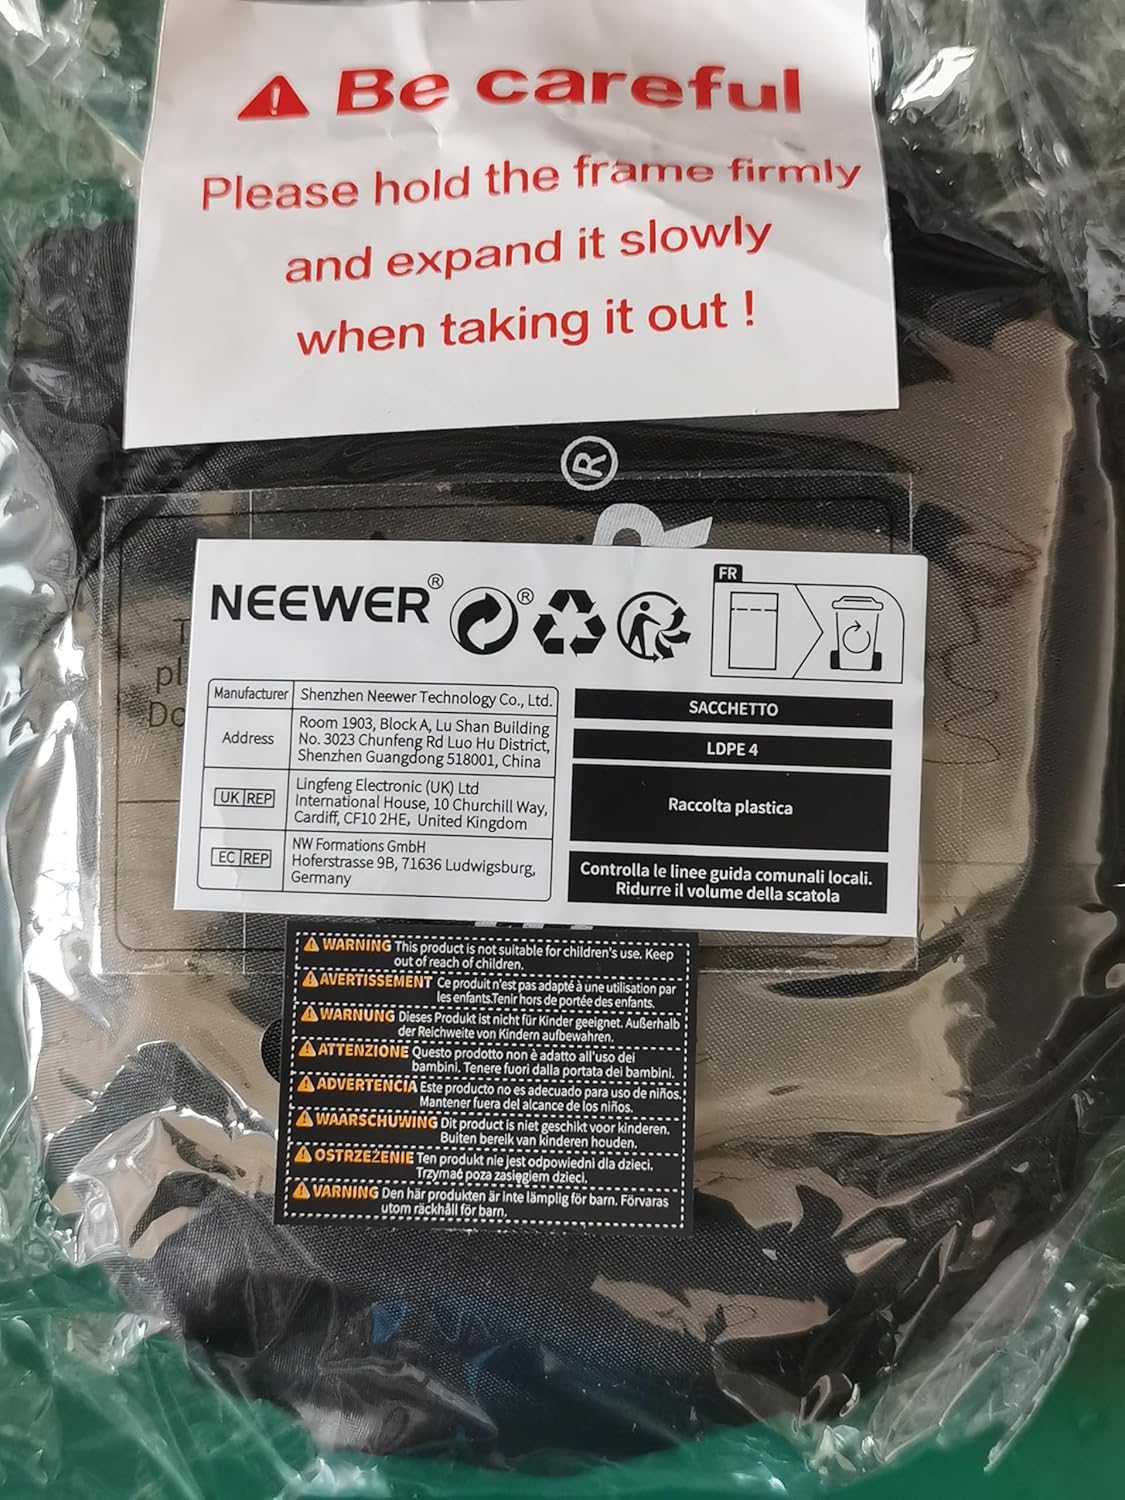 Be careful
Please hold the frame firmly
and expand it slowly
when taking it out !
®
R
NEEWER®
®
FR
T
pl
Do
Manufacturer Shenzhen Neewer Technology Co., Ltd.
Address
Room 1903, Block A, Lu Shan Building
No. 3023 Chunfeng Rd Luo Hu District,
Shenzhen Guangdong 518001, China
UK REP
Lingfeng Electronic (UK) Ltd
International House, 10 Churchill Way,
Cardiff, CF10 2HE, United Kingdom
EC REP
NW Formations GmbH
Hoferstrasse 9B, 71636 Ludwigsburg,
Germany
SACCHETTO
LDPE 4
Raccolta plastica
Controlla le linee guida comunali locali.
Ridurre il volume della scatola
WARNING This product is not suitable for children's use. Keep
out of reach of children.
AVERTISSEMENT Ce produit n'est pas adapté à une utilisation par
les enfants.Tenir hors de portée des enfants.
WARNUNG Dieses Produkt ist nicht für Kinder geeignet. Außerhalb
der Reichweite von Kindern aufbewahren.
ATTENZIONE Questo prodotto non è adatto all'uso dei
bambini. Tenere fuori dalla portata dei bambini.
ADVERTENCIA Este producto no es adecuado para uso de niños.
Mantener fuera del alcance de los niños.
WAARSCHUWING Dit product is niet geschikt voor kinderen.
Buiten bereik van kinderen houden.
OSTRZEŻENIE Ten produkt nie jest odpowiedni dla dzieci.
Trzymać poza zasięgiem dzieci.
VARNING Den här produkten är inte lämplig för barn. Förvaras
utom räckhåll för barn.